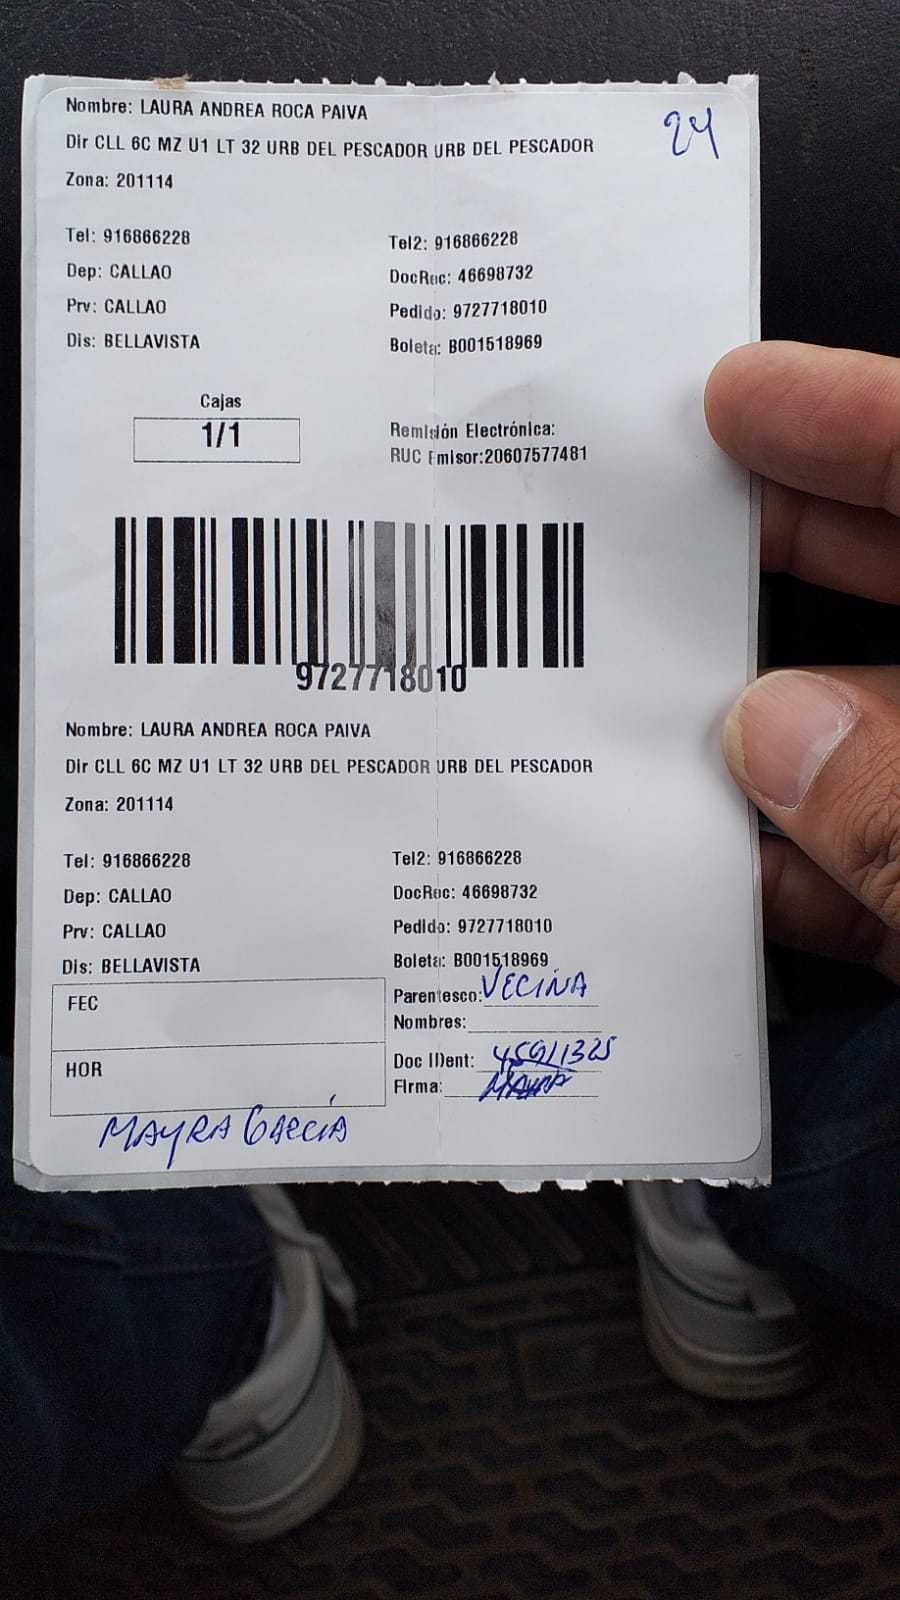 Nombre: LAURA ANDREA ROCA PAIVA
24
Dir CLL 6C MZ U1 LT 32 URB DEL PESCADOR URB DEL PESCADOR
Zona: 201114
Tel: 916866228 Tel2: 916866228
Dep: CALLAO DocRec: 46698732
Prv: CALLAO Pedido: 9727718010
Dis: BELLAVISTA Boleta: B001518969
Cajas
1/1
Remisión Electrónica:
RUC Emisor:20607577481
9727718010
Nombre: LAURA ANDREA ROCA PAIVA
Dir CLL 6C MZ U1 LT 32 URB DEL PESCADOR URB DEL PESCADOR
Zona: 201114
Tel: 916866228 Tel2: 916866228
Dep: CALLAO DocRec: 46698732
Prv: CALLAO Pedido: 9727718010
Dis: BELLAVISTA Boleta: B001518969
FEC Parentesco: VECINA
Nombres:
HOR Doc IDent: 45911325
Firma:
MAYRA GARCÍA